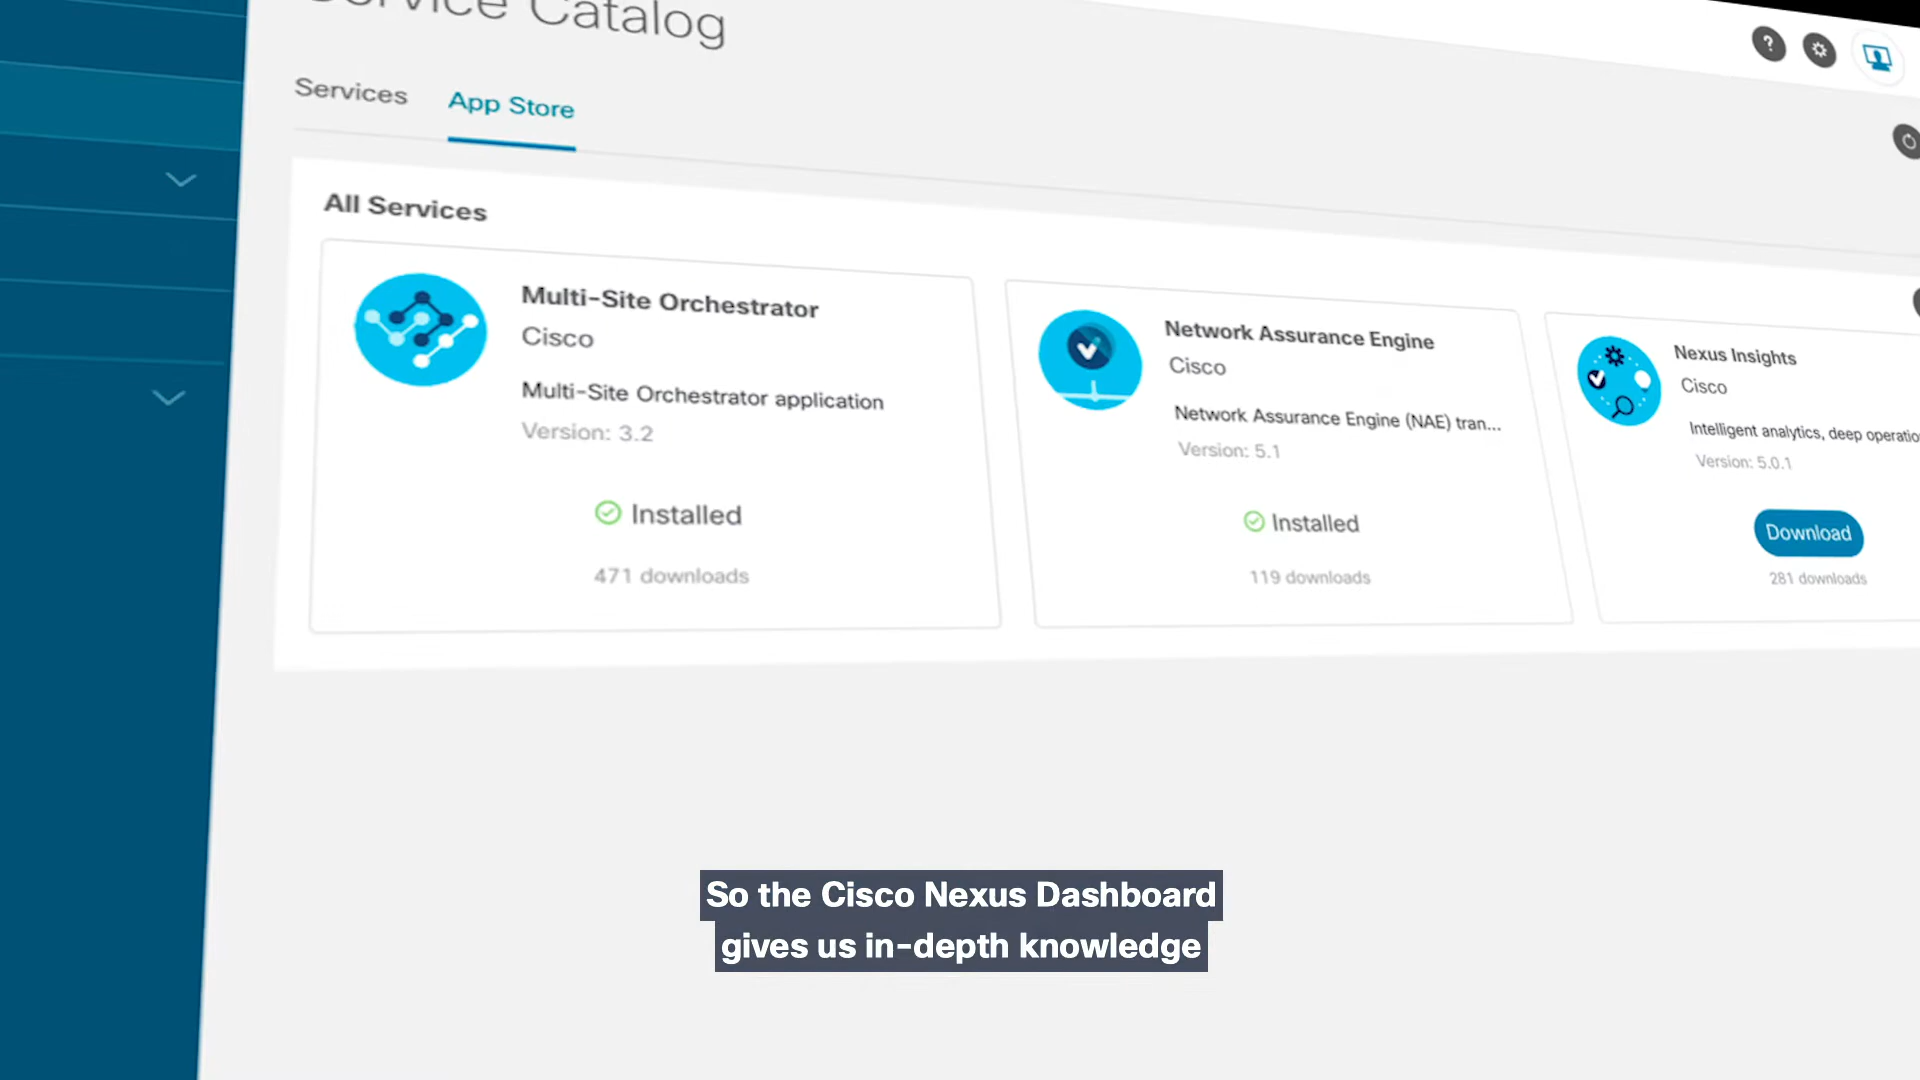 Service Catalog
Services
App Store
All Services
Multi-Site Orchestrator
Cisco
Multi-Site Orchestrator application
Version: 3.2
Installed
471 downloads
Network Assurance Engine
Cisco
Network Assurance Engine (NAE) tran...
Version: 5.1
Installed
119 downloads
Nexus Insights
Cisco
Intelligent analytics, deep operatio
Version: 5.0.1
Download
281 downloads
So the Cisco Nexus Dashboard
gives us in-depth knowledge